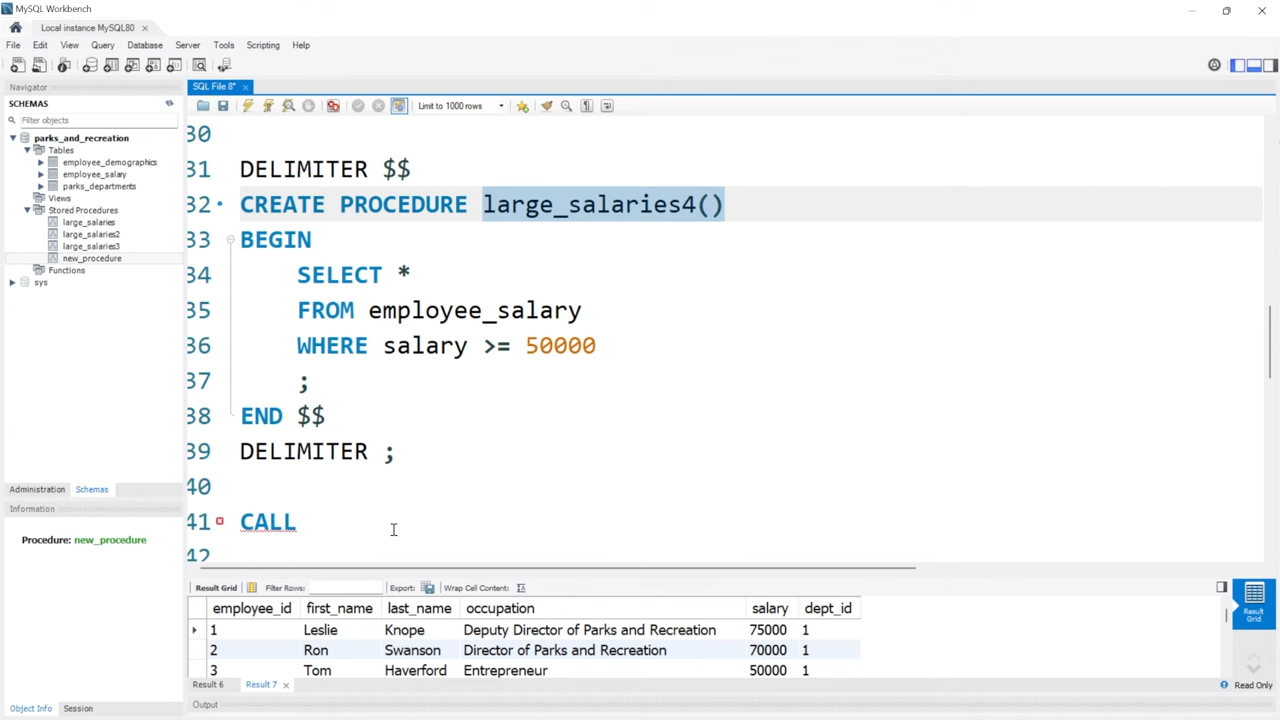 MySQL Workbench
Local instance MySQL80
File Edit View Query Database Server Tools Scripting Help
Navigator
SCHEMAS
Filter objects
parks_and_recreation
Tables
employee_demographics
employee_salary
parks_departments
Views
Stored Procedures
large_salaries
large_salaries2
large_salaries3
new_procedure
Functions
sys
Administration Schemas
Information
Procedure: new_procedure
Object Info Session
SQL File 8*
Limit to 1000 rows
30
31 DELIMITER $$
32 CREATE PROCEDURE large_salaries4()
33 BEGIN
34 SELECT *
35 FROM employee_salary
36 WHERE salary >= 50000
37 ;
38 END $$
39 DELIMITER ;
40
41 CALL
42
Result Grid Filter Rows: Export: Wrap Cell Content:
employee_id first_name last_name occupation salary dept_id
1 Leslie Knope Deputy Director of Parks and Recreation 75000 1
2 Ron Swanson Director of Parks and Recreation 70000 1
3 Tom Haverford Entrepreneur 50000 1
Result Grid
Result 6 Result 7 Read Only
Output